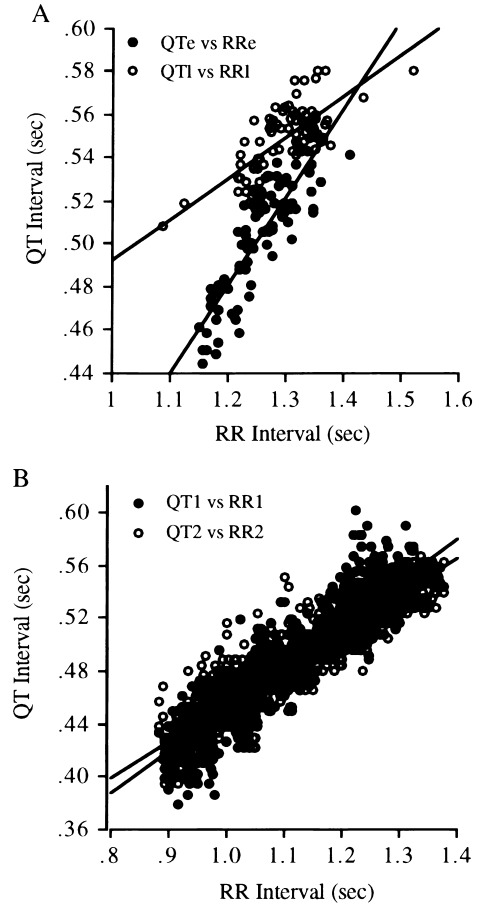 A
.60
QTe vs RRe
.58
QTl vs RRl
.56
.54
.52
.50
.48
.46
.44
QT Interval (sec)
1 1.1 1.2 1.3 1.4 1.5 1.6
RR Interval (sec)
B
QT1 vs RR1
.60
QT2 vs RR2
.56
.52
.48
.44
.40
.36
QT Interval (sec)
.8 .9 1.0 1.1 1.2 1.3 1.4
RR Interval (sec)